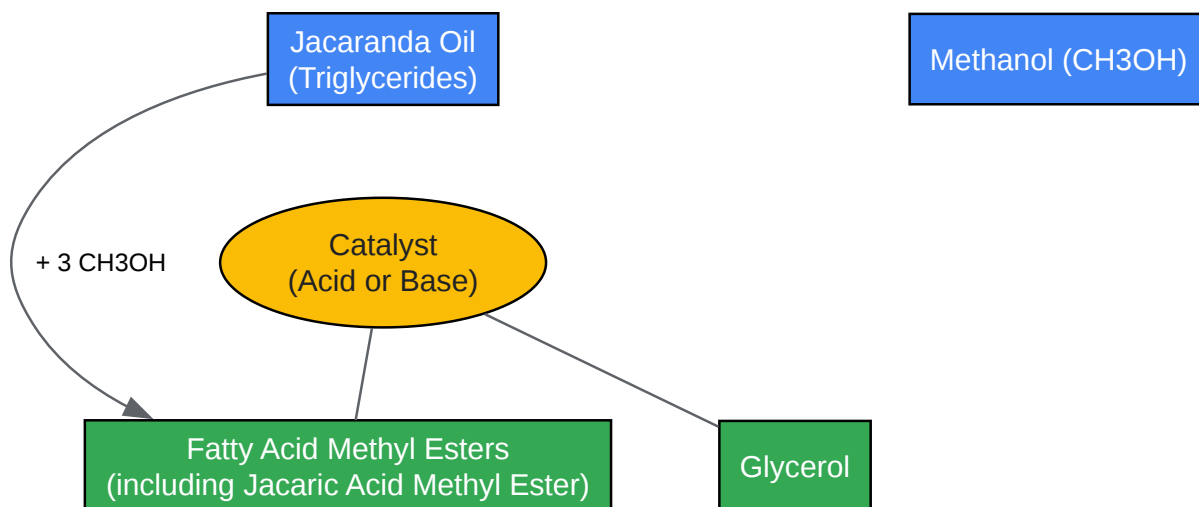 Jacaranda Oil
(Triglycerides)
Methanol (CH3OH)
+ 3 CH3OH
Catalyst
(Acid or Base)
Fatty Acid Methyl Esters
(including Jacaric Acid Methyl Ester)
Glycerol